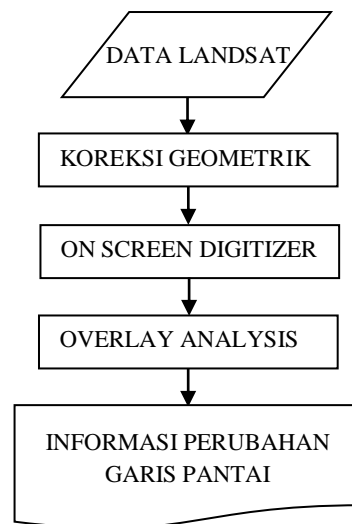 DATA LANDSAT
KOREKSI GEOMETRIK
ON SCREEN DIGITIZER
OVERLAY ANALYSIS
INFORMASI PERUBAHAN
GARIS PANTAI